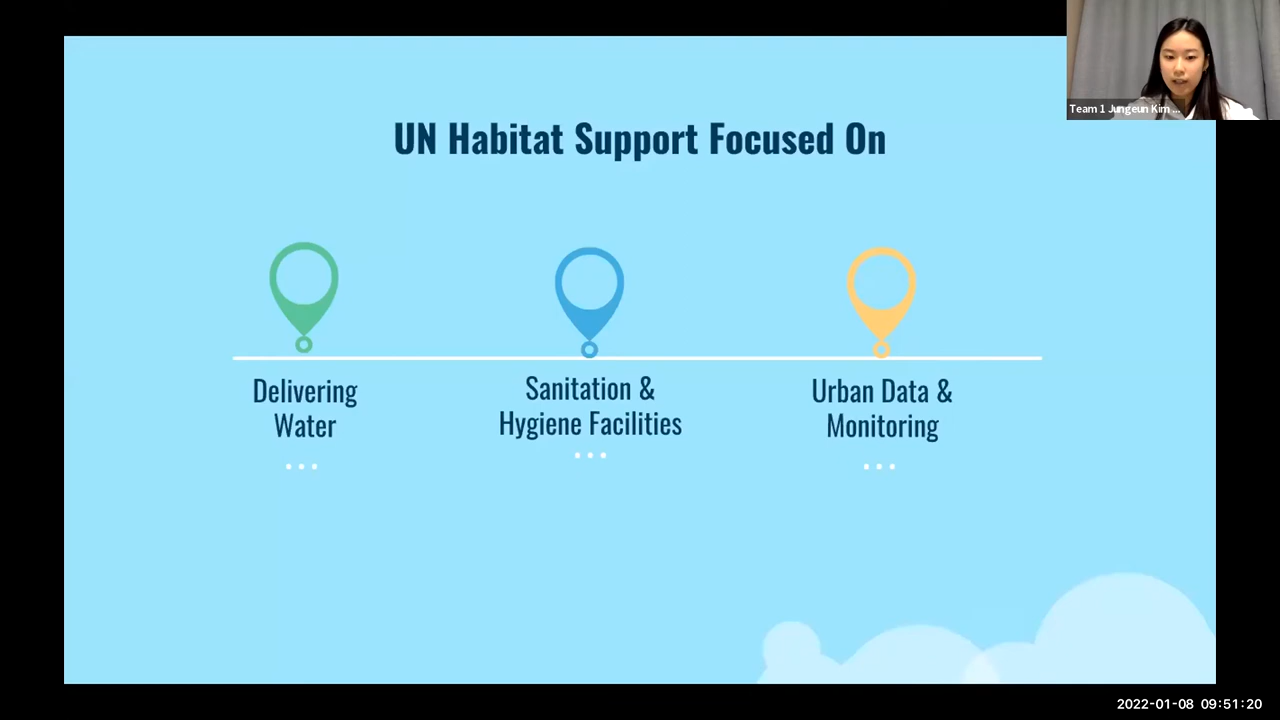 UN Habitat Support Focused On
Delivering
Water
Sanitation &
Hygiene Facilities
Urban Data &
Monitoring
Team 1 Jungeun Kim ...
2022-01-08 09:51:20